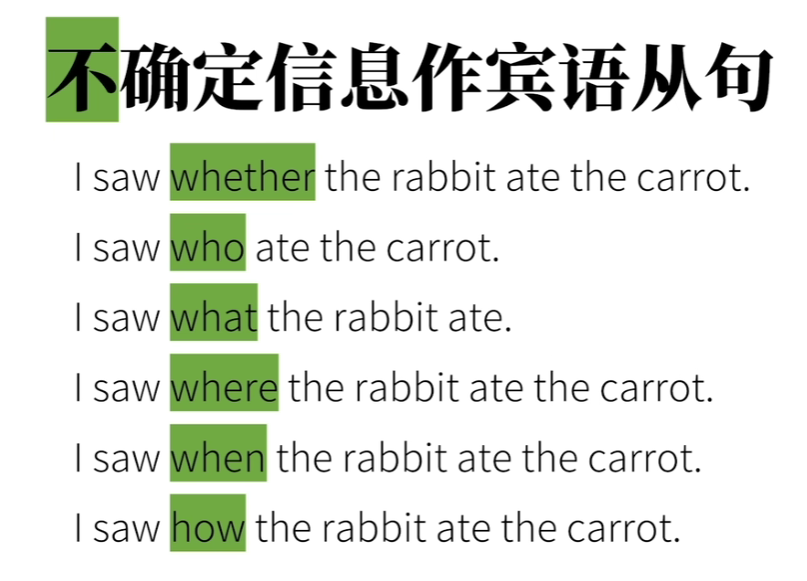 不确定信息作宾语从句
I saw whether the rabbit ate the carrot.
I saw who ate the carrot.
I saw what the rabbit ate.
I saw where the rabbit ate the carrot.
I saw when the rabbit ate the carrot.
I saw how the rabbit ate the carrot.